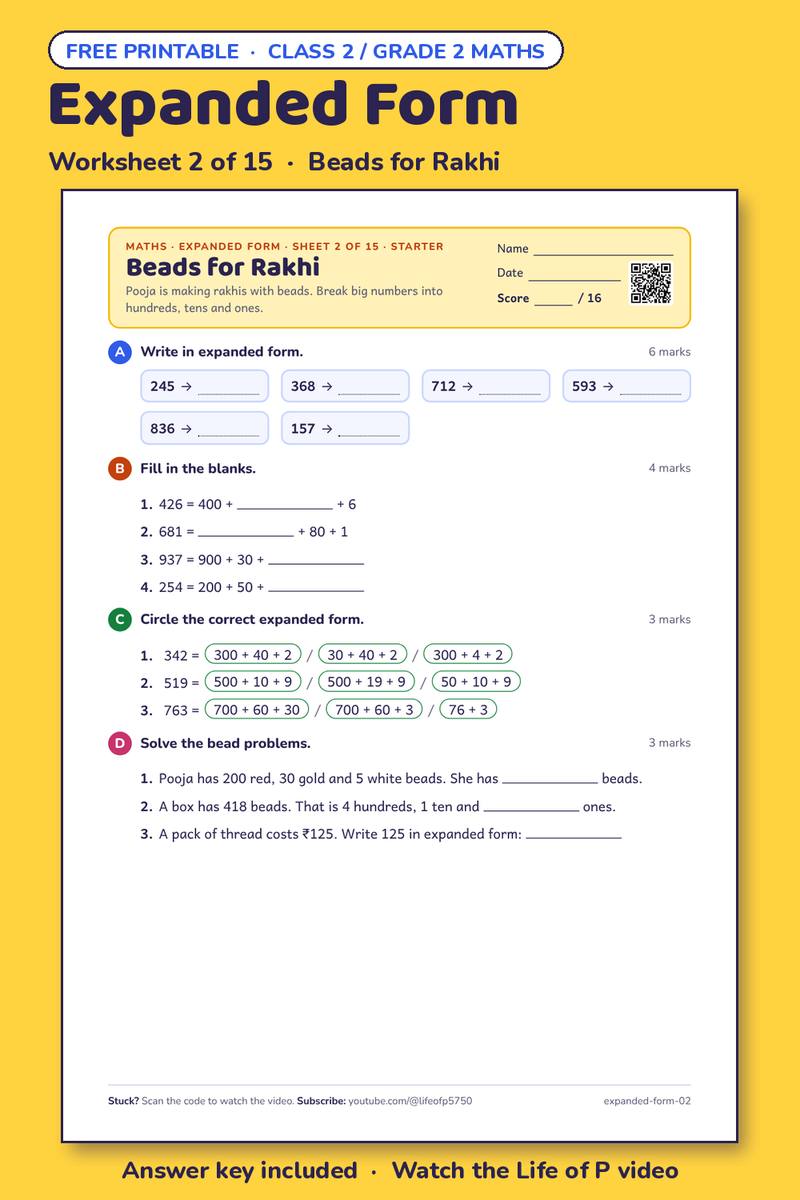 FREE PRINTABLE · CLASS 2 / GRADE 2 MATHS
Expanded Form
Worksheet 2 of 15 · Beads for Rakhi
MATHS · EXPANDED FORM · SHEET 2 OF 15 · STARTER
Beads for Rakhi
Pooja is making rakhis with beads. Break big numbers into
hundreds, tens and ones.
Name
Date
Score _____ / 16
A Write in expanded form. 6 marks
245 → 368 → 712 → 593 →
836 → 157 →
B Fill in the blanks. 4 marks
1. 426 = 400 + _____ + 6
2. 681 = _____ + 80 + 1
3. 937 = 900 + 30 + _____
4. 254 = 200 + 50 + _____
C Circle the correct expanded form. 3 marks
1. 342 = 300 + 40 + 2 / 30 + 40 + 2 / 300 + 4 + 2
2. 519 = 500 + 10 + 9 / 500 + 19 + 9 / 50 + 10 + 9
3. 763 = 700 + 60 + 30 / 700 + 60 + 3 / 76 + 3
D Solve the bead problems. 3 marks
1. Pooja has 200 red, 30 gold and 5 white beads. She has _____ beads.
2. A box has 418 beads. That is 4 hundreds, 1 ten and _____ ones.
3. A pack of thread costs ₹125. Write 125 in expanded form: _____
Stuck? Scan the code to watch the video. Subscribe: youtube.com/@lifeofp5750 expanded-form-02
Answer key included · Watch the Life of P video